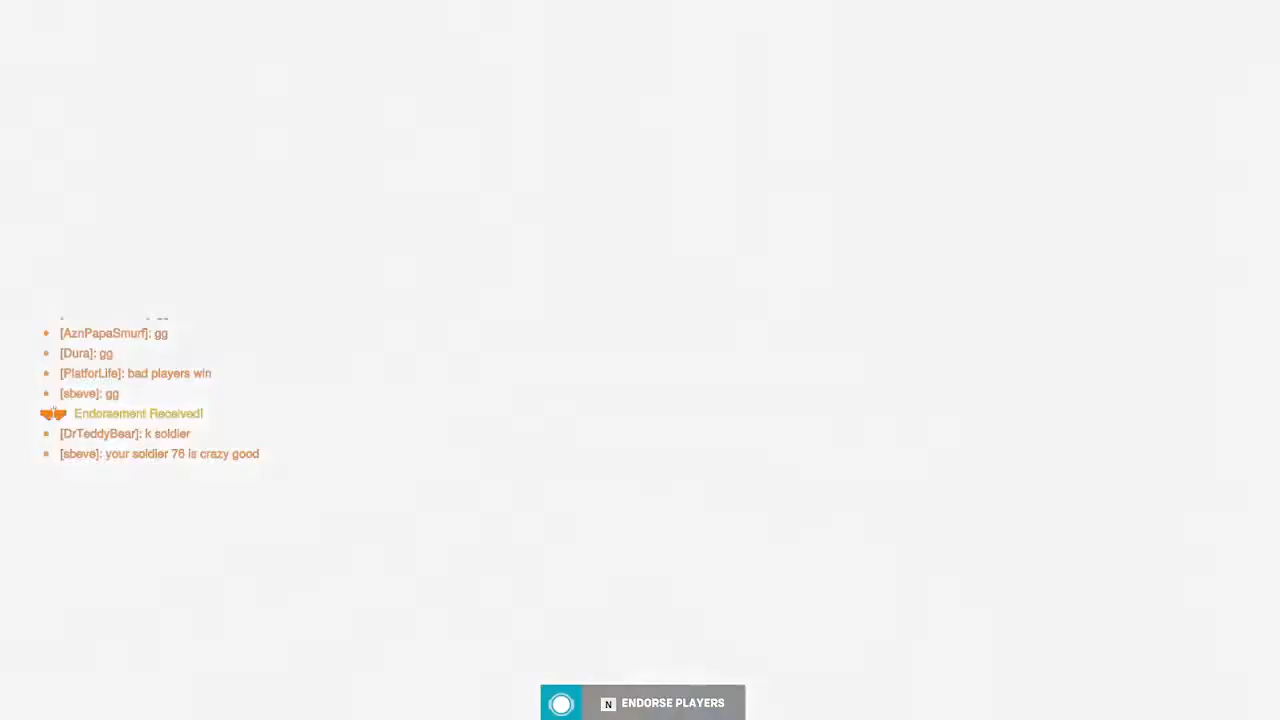 [AznPapaSmurf]: gg
[Dura]: gg
[PlatforLife]: bad players win
[sbeve]: gg
Endorsement Received!
[DrTeddyBear]: k soldier
[sbeve]: your soldier 76 is crazy good
N ENDORSE PLAYERS